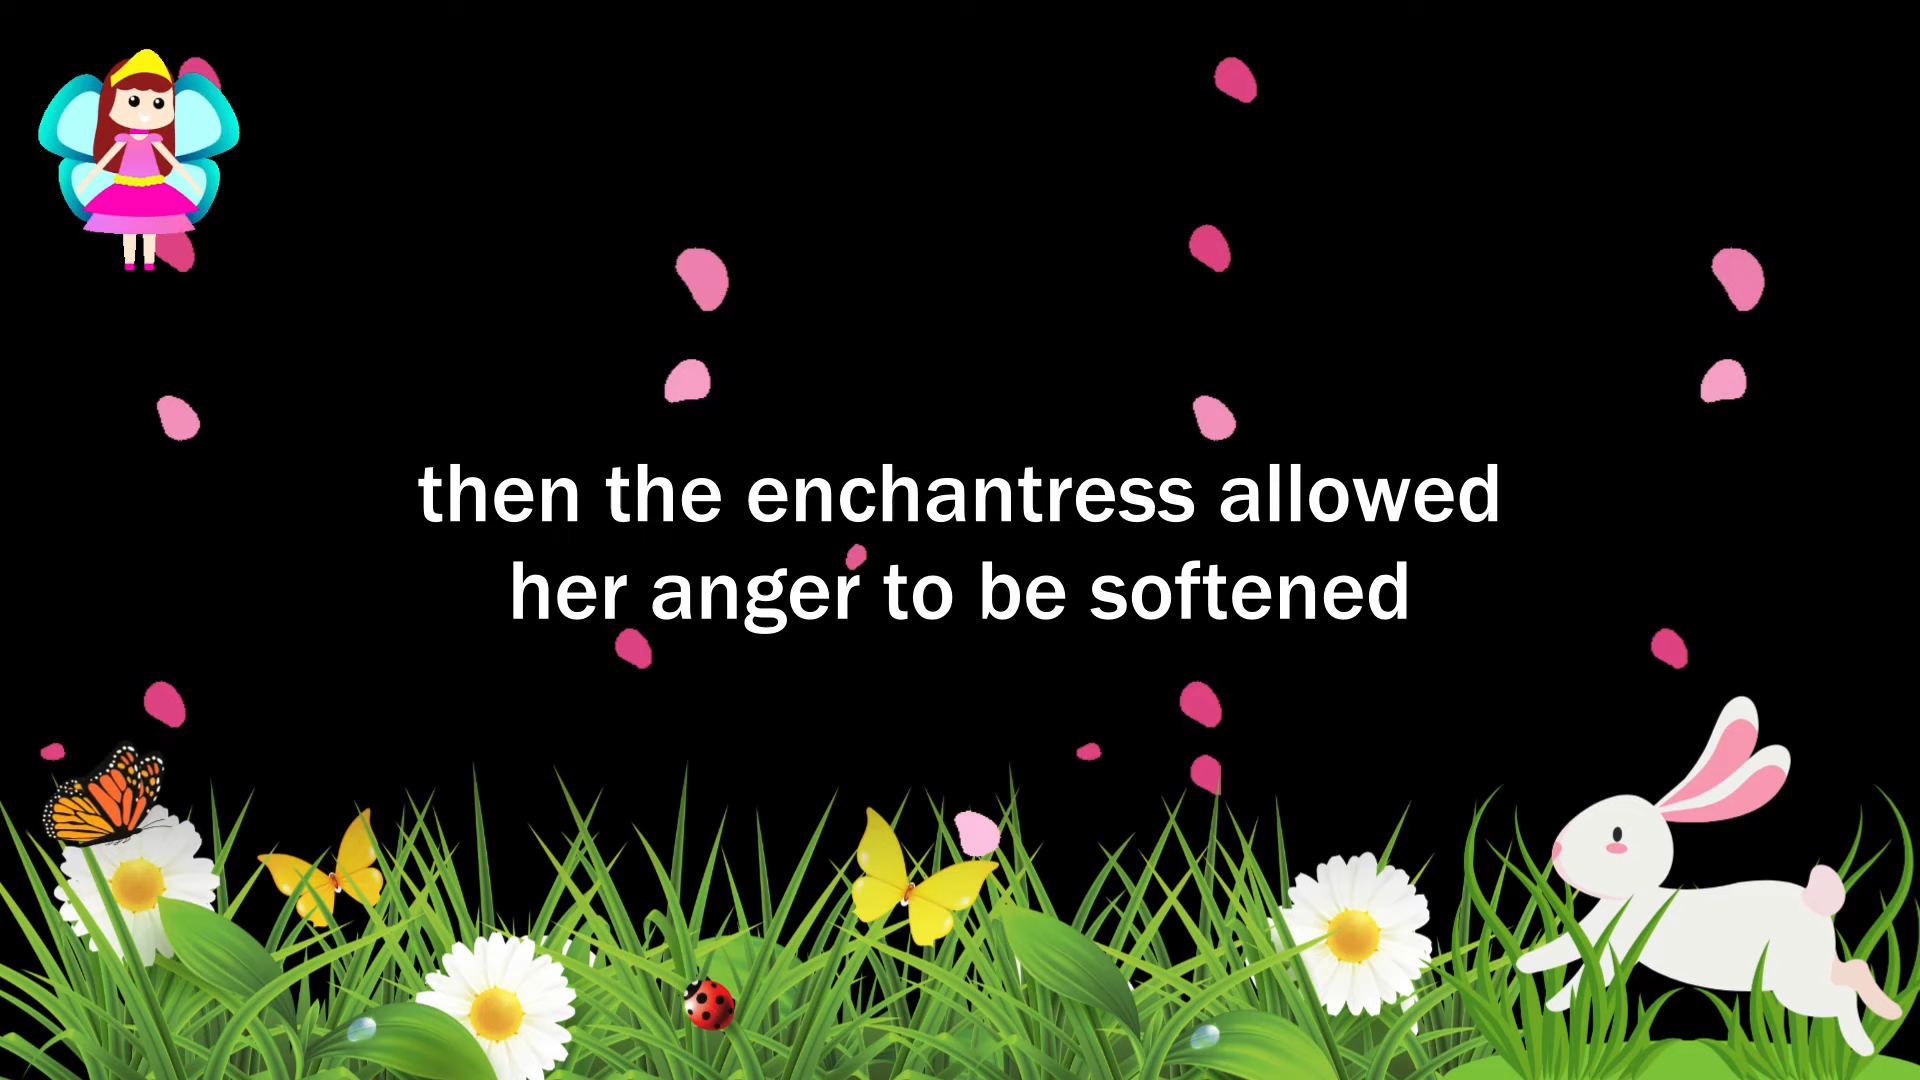 then the enchantress allowed
her anger to be softened